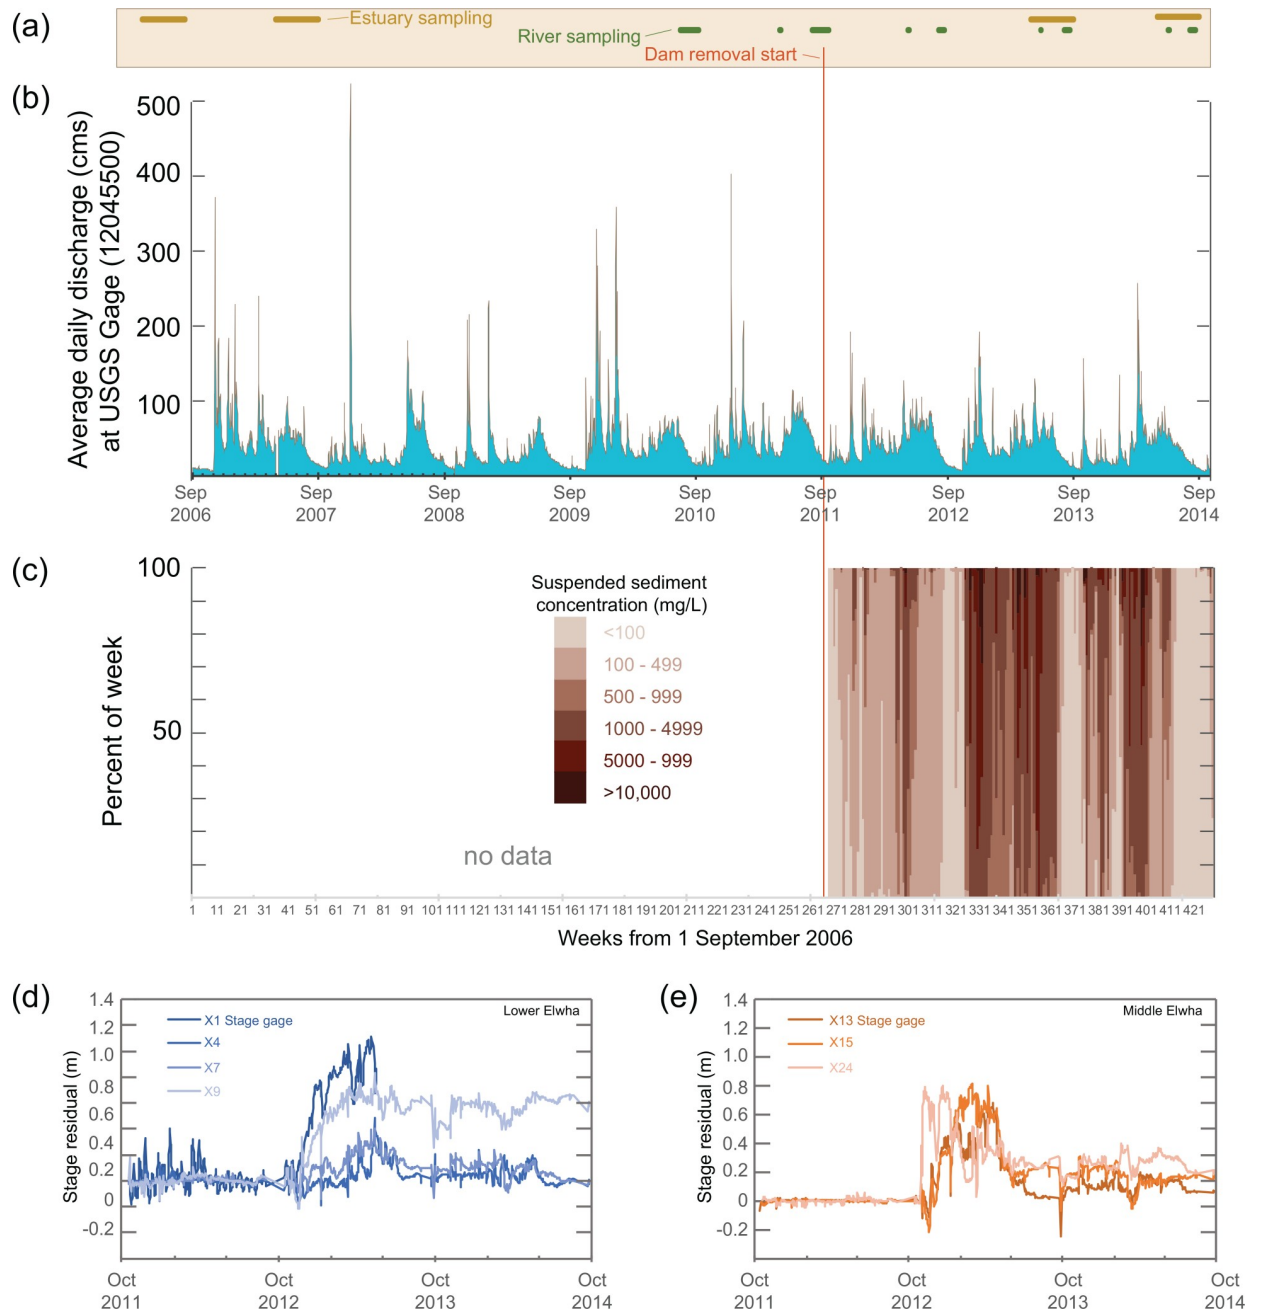 (a)
Estuary sampling
River sampling
Dam removal start
(b)
Average daily discharge (cms)
at USGS Gage (12045500)
500
400
300
200
100
Sep Sep Sep Sep Sep Sep Sep Sep Sep
2006 2007 2008 2009 2010 2011 2012 2013 2014
(c)
Percent of week
100
50
Suspended sediment
concentration (mg/L)
<100
100 - 499
500 - 999
1000 - 4999
5000 - 999
>10,000
no data
1 11 21 31 41 51 61 71 81 91 101 111 121 131 141 151 161 171 181 191 201 211 221 231 241 251 261 271 281 291 301 311 321 331 341 351 361 371 381 391 401 411 421
Weeks from 1 September 2006
(d)
Stage residual (m)
1.4
1.2
1.0
0.8
0.6
0.4
0.2
0
-0.2
Lower Elwha
X1 Stage gage
X4
X7
X9
Oct Oct Oct Oct
2011 2012 2013 2014
(e)
Stage residual (m)
1.4
1.2
1.0
0.8
0.6
0.4
0.2
0
-0.2
Middle Elwha
X13 Stage gage
X15
X24
Oct Oct Oct Oct
2011 2012 2013 2014